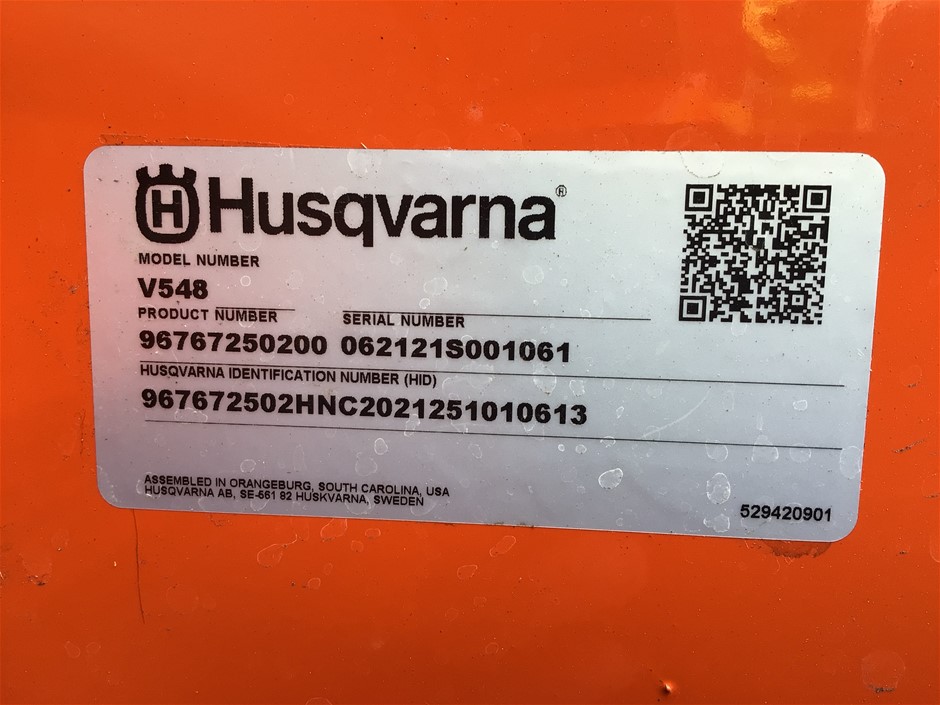 Husqvarna®
MODEL NUMBER
V548
PRODUCT NUMBER SERIAL NUMBER
96767250200 062121S001061
HUSQVARNA IDENTIFICATION NUMBER (HID)
967672502HNC2021251010613
ASSEMBLED IN ORANGEBURG, SOUTH CAROLINA, USA
HUSQVARNA AB, SE-561 82 HUSKVARNA, SWEDEN
529420901